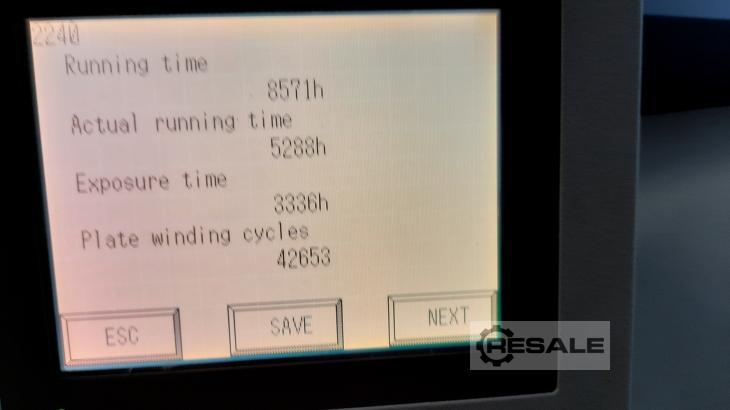 2240
Running time
8571h
Actual running time
5288h
Exposure time
3336h
Plate winding cycles
42653
ESC SAVE NEXT
RESALE